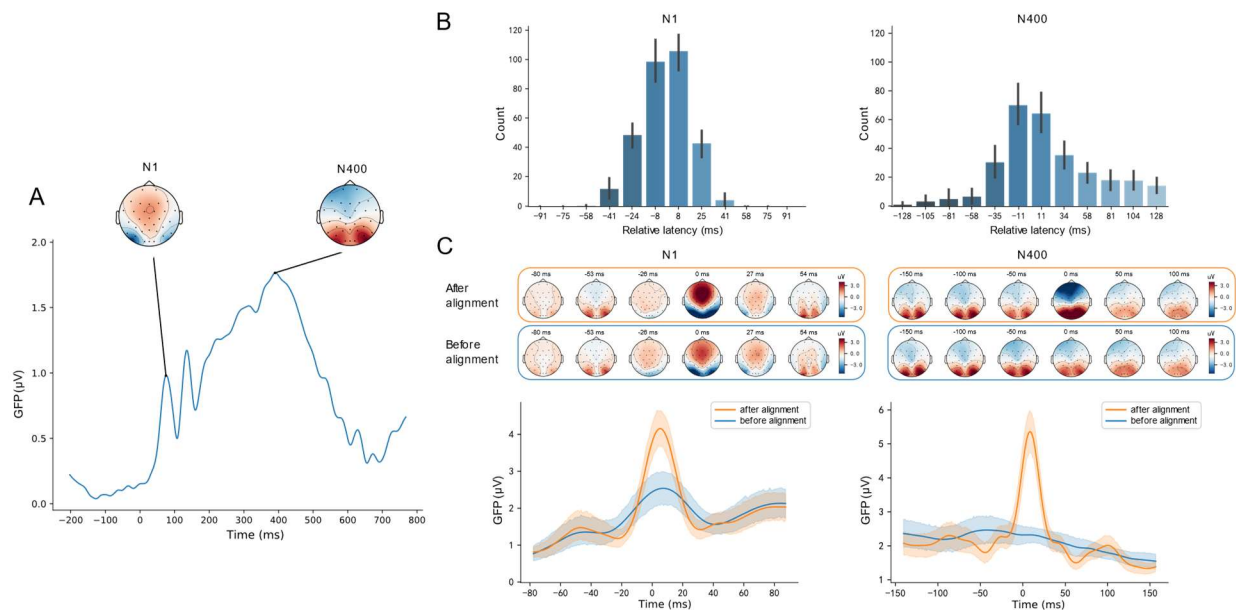 A
N1
N400
2.0
1.5
1.0
0.5
0.0
GFP(µV)
−200 −100 0 100 200 300 400 500 600 700 800
Time (ms)
B
N1
120
100
80
60
40
20
0
Count
−91 −75 −58 −41 −24 −8 8 25 41 58 75 91
Relative latency (ms)
N400
120
100
80
60
40
20
0
Count
−128 −105 −81 −58 −35 −11 11 34 58 81 104 128
Relative latency (ms)
C
N1
After
alignment
-80 ms -53 ms -26 ms 0 ms 27 ms 54 ms
uV
3.0
0.0
−3.0
Before
alignment
-80 ms -53 ms -26 ms 0 ms 27 ms 54 ms
uV
3.0
0.0
−3.0
N400
-150 ms -100 ms -50 ms 0 ms 50 ms 100 ms
uV
3.0
0.0
−3.0
-150 ms -100 ms -50 ms 0 ms 50 ms 100 ms
uV
3.0
0.0
−3.0
after alignment
before alignment
4
3
2
1
0
GFP (µV)
−80 −60 −40 −20 0 20 40 60 80
Time (ms)
after alignment
before alignment
6
5
4
3
2
1
GFP (µV)
−150 −100 −50 0 50 100 150
Time (ms)